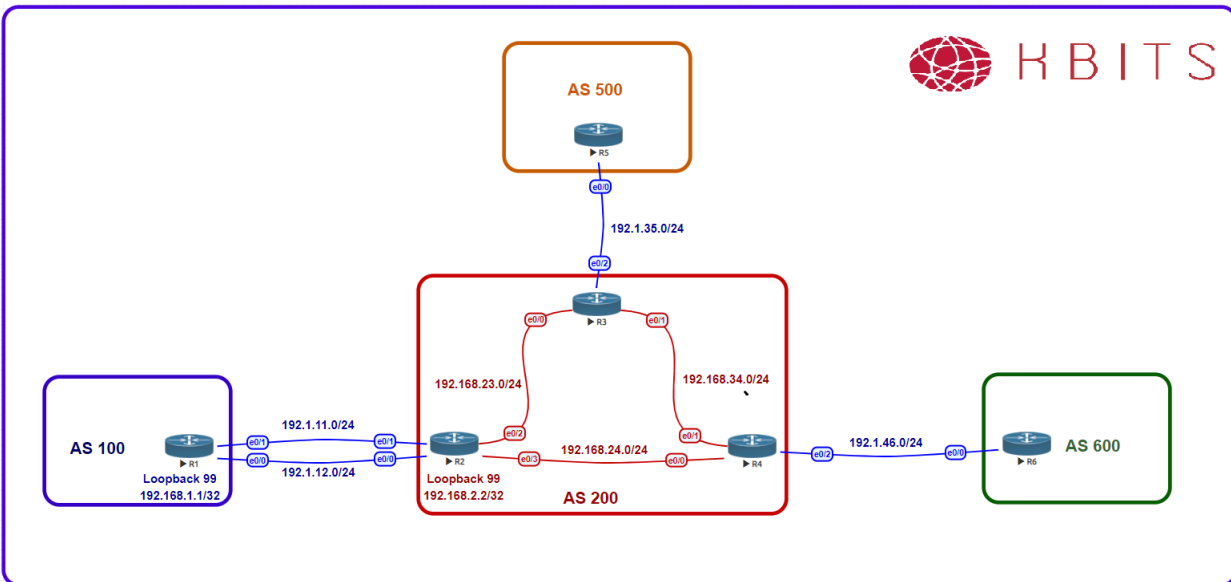 KBITS
AS 500
R5
e0/0
192.1.35.0/24
e0/2
R3
e0/0
e0/1
192.168.23.0/24
192.168.34.0/24
AS 100
R1
e0/1
192.1.11.0/24
e0/1
e0/0
192.1.12.0/24
e0/0
Loopback 99
192.168.1.1/32
R2
e0/2
e0/3
Loopback 99
192.168.2.2/32
192.168.24.0/24
AS 200
e0/1
e0/0
R4
e0/2
192.1.46.0/24
e0/0
R6
AS 600